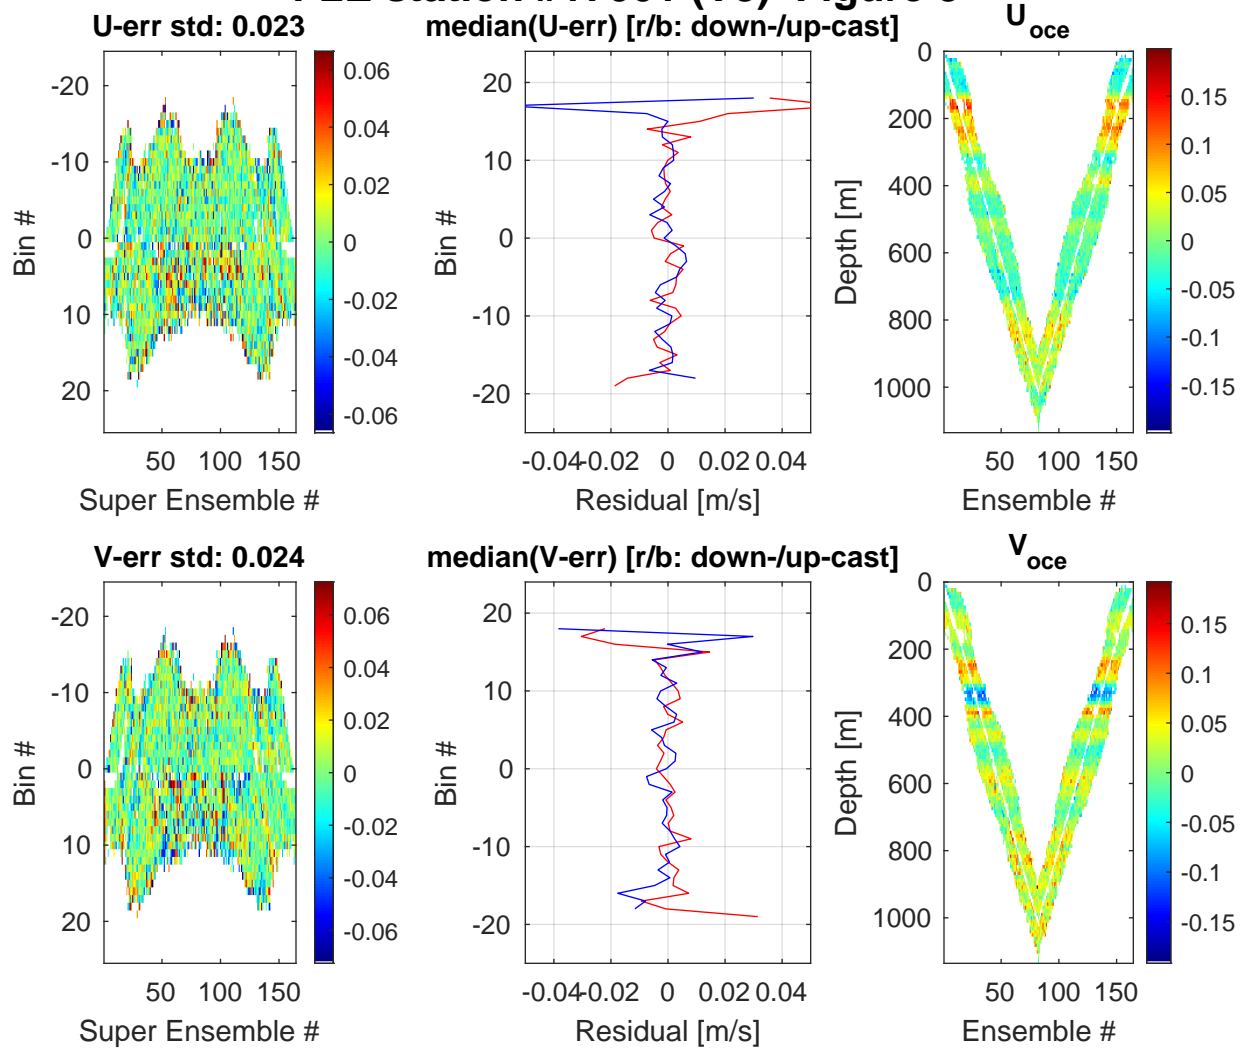 U-err std: 0.023
median(U-err) [r/b: down-/up-cast]
U_oce
-20
-10
0
10
20
Bin #
50 100 150
Super Ensemble #
0.06
0.04
0.02
0
-0.02
-0.04
-0.06
20
10
0
-10
-20
Bin #
-0.04 -0.02 0 0.02 0.04
Residual [m/s]
0
200
400
600
800
1000
Depth [m]
50 100 150
Ensemble #
0.15
0.1
0.05
0
-0.05
-0.1
-0.15
V-err std: 0.024
median(V-err) [r/b: down-/up-cast]
V_oce
-20
-10
0
10
20
Bin #
50 100 150
Super Ensemble #
0.06
0.04
0.02
0
-0.02
-0.04
-0.06
20
10
0
-10
-20
Bin #
-0.04 -0.02 0 0.02 0.04
Residual [m/s]
0
200
400
600
800
1000
Depth [m]
50 100 150
Ensemble #
0.15
0.1
0.05
0
-0.05
-0.1
-0.15